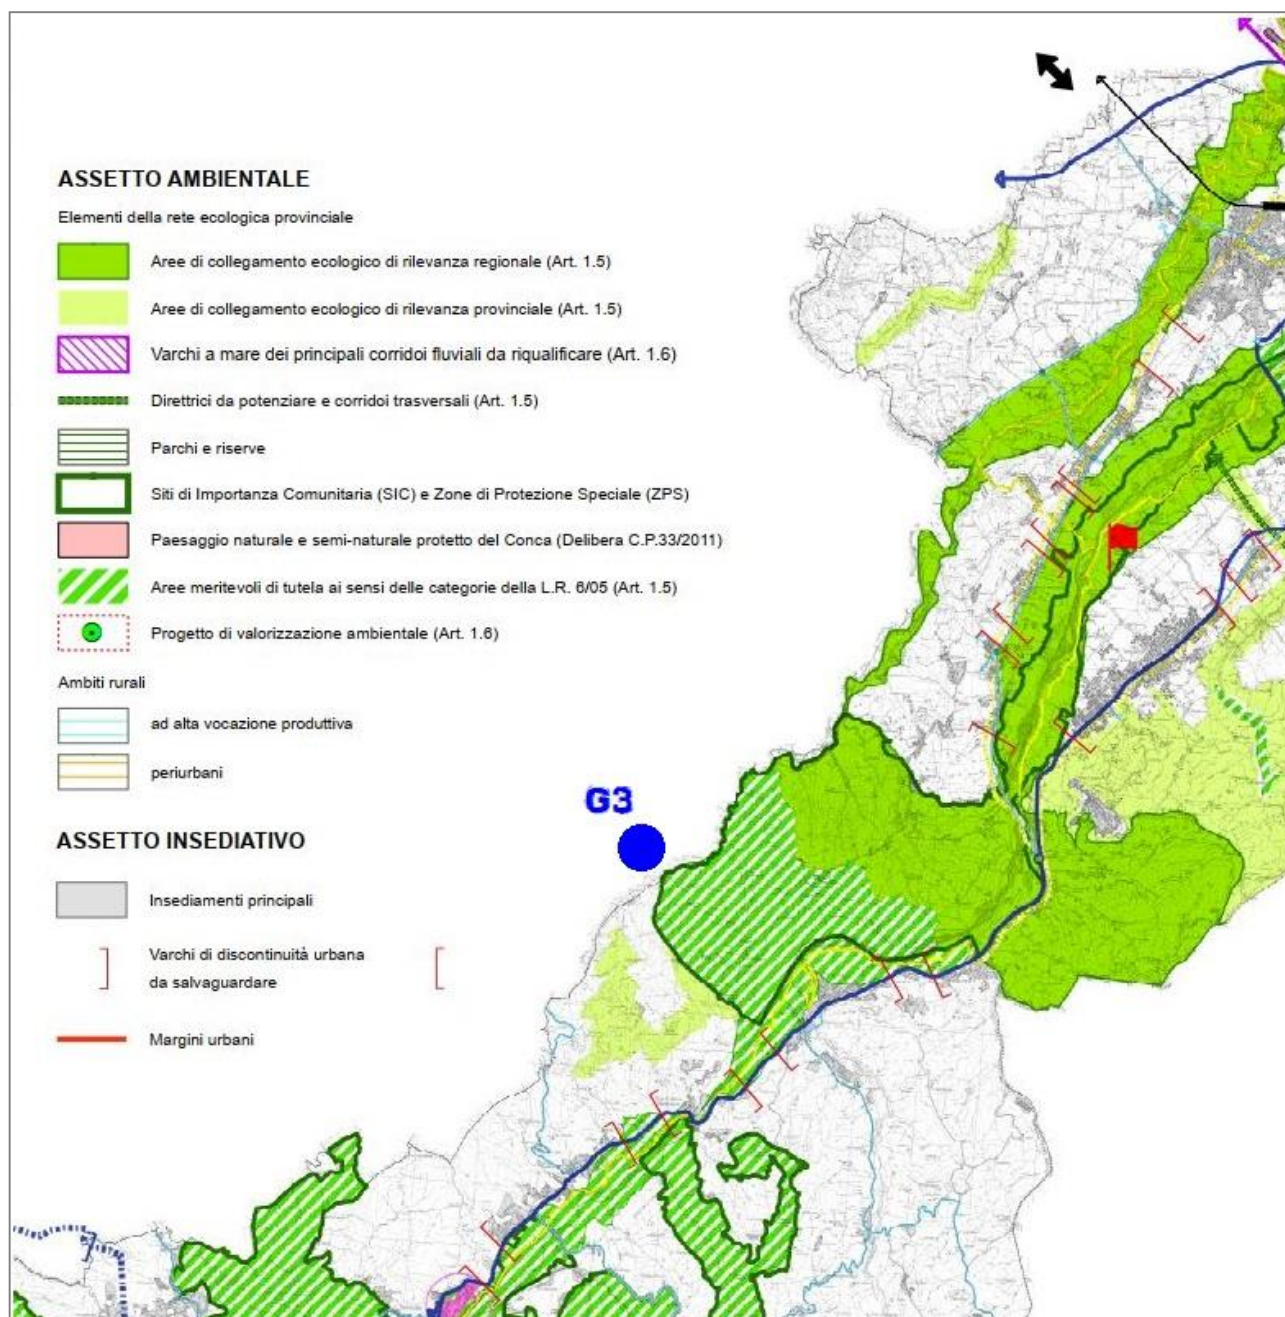 ASSETTO AMBIENTALE
Elementi della rete ecologica provinciale
Aree di collegamento ecologico di rilevanza regionale (Art. 1.5)
Aree di collegamento ecologico di rilevanza provinciale (Art. 1.5)
Varchi a mare dei principali corridoi fluviali da riqualificare (Art. 1.6)
Direttrici da potenziare e corridoi trasversali (Art. 1.5)
Parchi e riserve
Siti di Importanza Comunitaria (SIC) e Zone di Protezione Speciale (ZPS)
Paesaggio naturale e semi-naturale protetto del Conca (Delibera C.P.33/2011)
Aree meritevoli di tutela ai sensi delle categorie della L.R. 6/05 (Art. 1.5)
Progetto di valorizzazione ambientale (Art. 1.6)
Ambiti rurali
ad alta vocazione produttiva
periurbani
G3
ASSETTO INSEDIATIVO
Insediamenti principali
Varchi di discontinuità urbana
da salvaguardare
Margini urbani